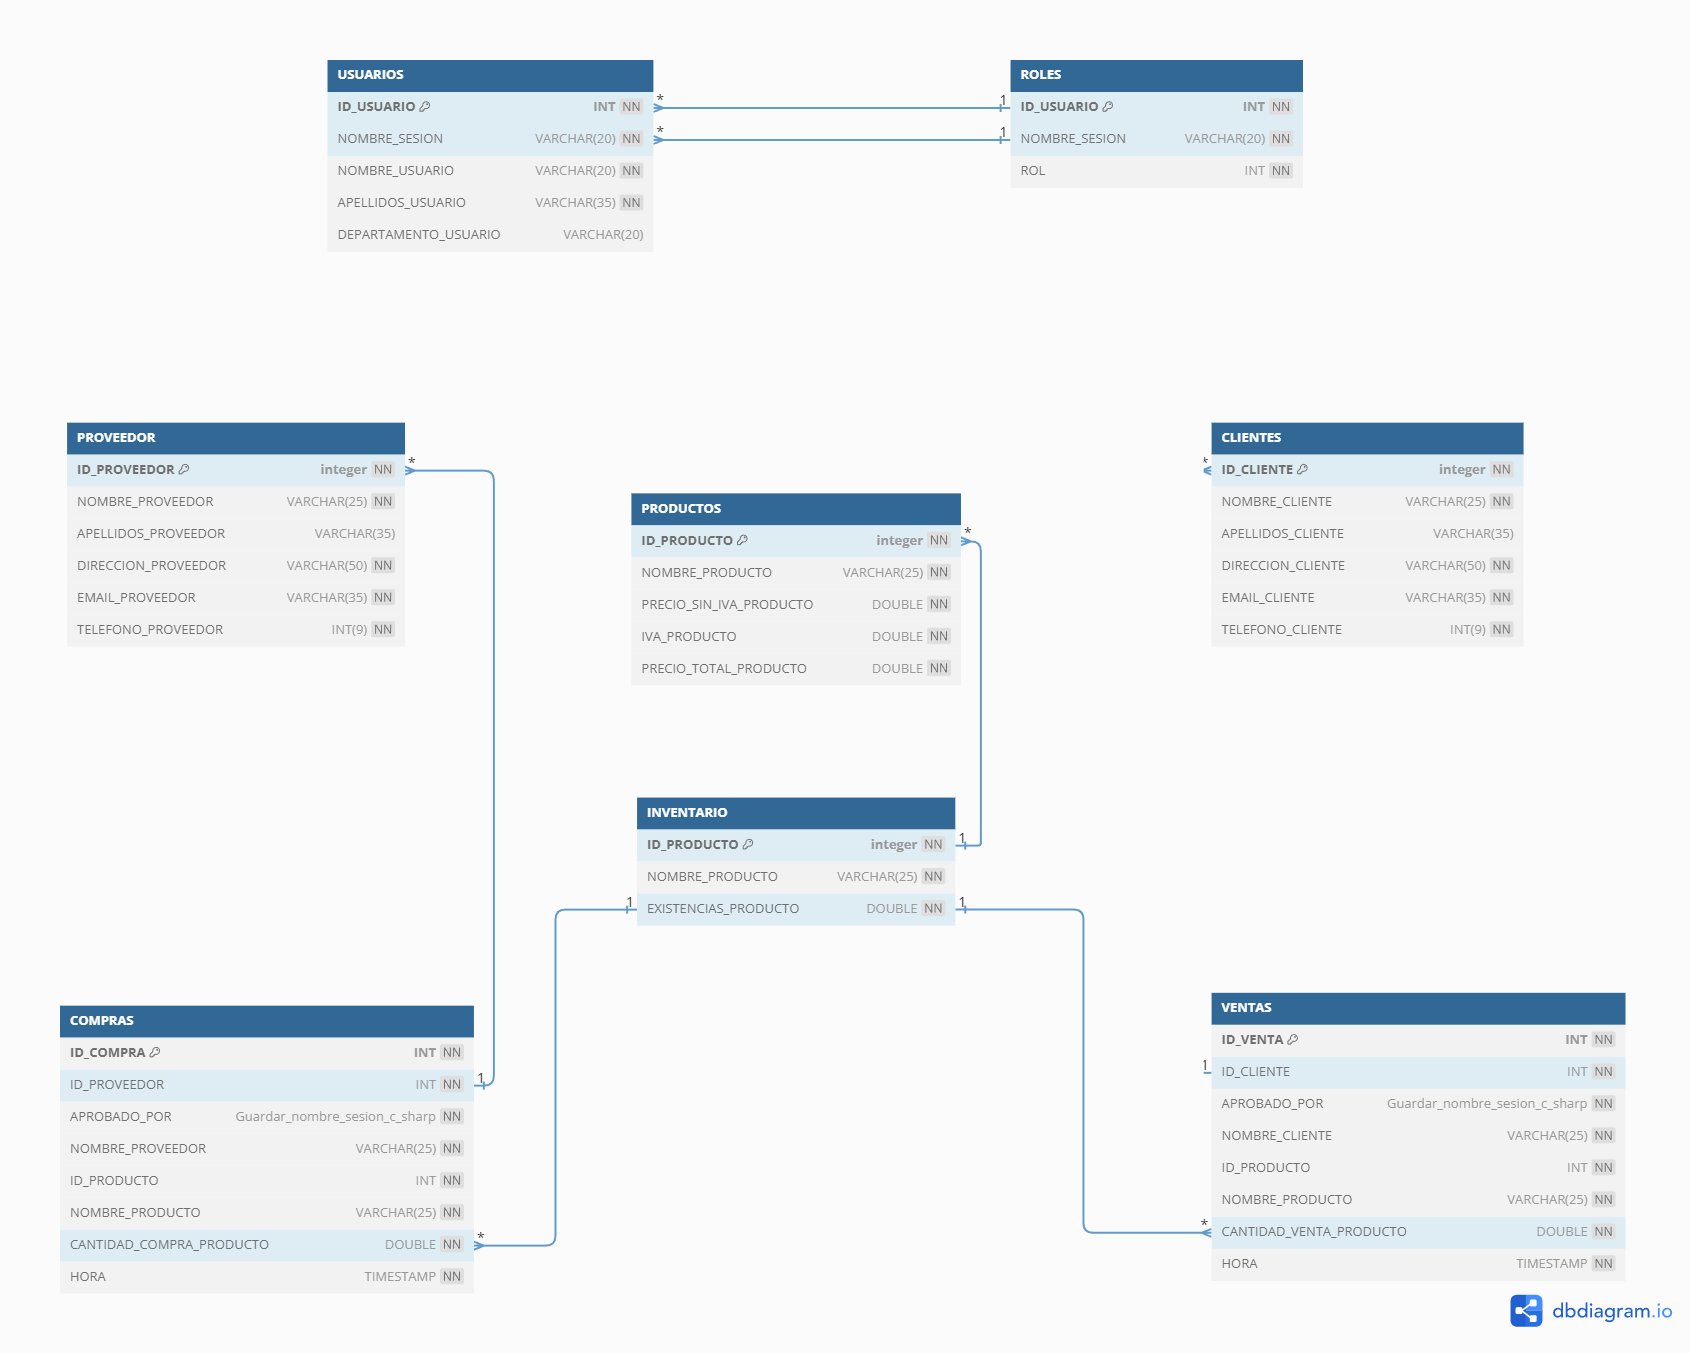 USUARIOS
ID_USUARIO INT NN
NOMBRE_SESION VARCHAR(20) NN
NOMBRE_USUARIO VARCHAR(20) NN
APELLIDOS_USUARIO VARCHAR(35) NN
DEPARTAMENTO_USUARIO VARCHAR(20)
* 1
* 1
ROLES
ID_USUARIO INT NN
NOMBRE_SESION VARCHAR(20) NN
ROL INT NN
PROVEEDOR
ID_PROVEEDOR integer NN *
NOMBRE_PROVEEDOR VARCHAR(25) NN
APELLIDOS_PROVEEDOR VARCHAR(35)
DIRECCION_PROVEEDOR VARCHAR(50) NN
EMAIL_PROVEEDOR VARCHAR(35) NN
TELEFONO_PROVEEDOR INT(9) NN
PRODUCTOS
ID_PRODUCTO integer NN *
NOMBRE_PRODUCTO VARCHAR(25) NN
PRECIO_SIN_IVA_PRODUCTO DOUBLE NN
IVA_PRODUCTO DOUBLE NN
PRECIO_TOTAL_PRODUCTO DOUBLE NN
CLIENTES
* ID_CLIENTE integer NN
NOMBRE_CLIENTE VARCHAR(25) NN
APELLIDOS_CLIENTE VARCHAR(35)
DIRECCION_CLIENTE VARCHAR(50) NN
EMAIL_CLIENTE VARCHAR(35) NN
TELEFONO_CLIENTE INT(9) NN
INVENTARIO
ID_PRODUCTO integer NN 1
NOMBRE_PRODUCTO VARCHAR(25) NN
1 EXISTENCIAS_PRODUCTO DOUBLE NN 1
COMPRAS
ID_COMPRA INT NN
ID_PROVEEDOR INT NN 1
APROBADO_POR Guardar_nombre_sesion_c_sharp NN
NOMBRE_PROVEEDOR VARCHAR(25) NN
ID_PRODUCTO INT NN
NOMBRE_PRODUCTO VARCHAR(25) NN
CANTIDAD_COMPRA_PRODUCTO DOUBLE NN *
HORA TIMESTAMP NN
VENTAS
ID_VENTA INT NN
1 ID_CLIENTE INT NN
APROBADO_POR Guardar_nombre_sesion_c_sharp NN
NOMBRE_CLIENTE VARCHAR(25) NN
ID_PRODUCTO INT NN
NOMBRE_PRODUCTO VARCHAR(25) NN
* CANTIDAD_VENTA_PRODUCTO DOUBLE NN
HORA TIMESTAMP NN
dbdiagram.io